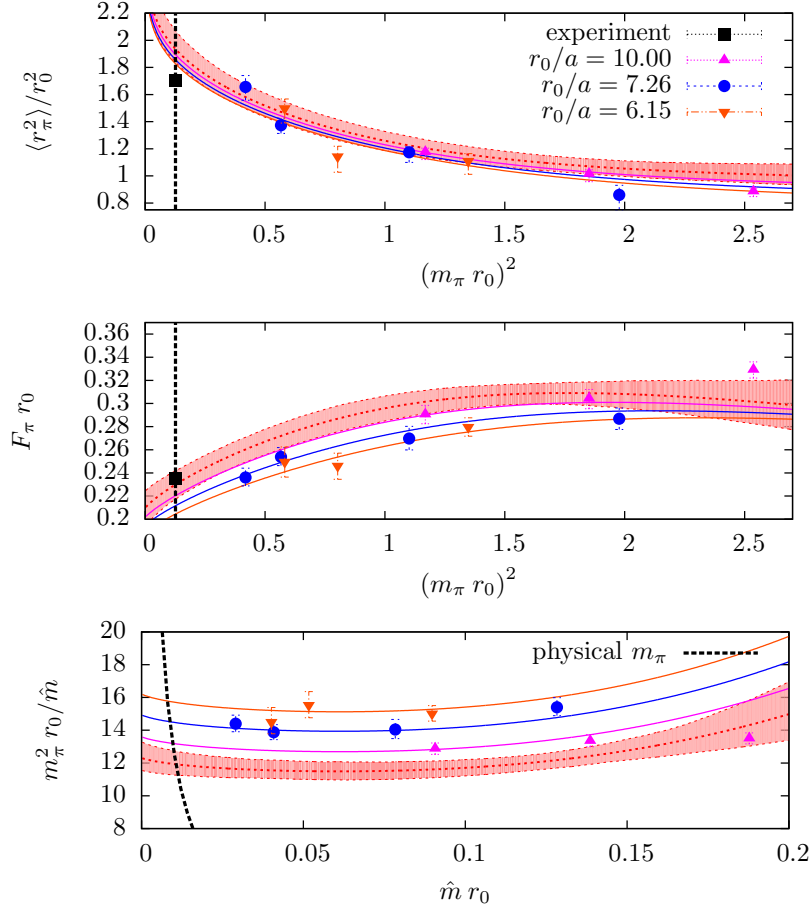 2.2
2
1.8
1.6
1.4
1.2
1
0.8
⟨r_π^2⟩/r_0^2
experiment
r_0/a = 10.00
r_0/a = 7.26
r_0/a = 6.15
0 0.5 1 1.5 2 2.5
(m_π r_0)^2
0.36
0.32
0.3
0.28
0.24
0.22
0.2
F_π r_0
0 0.5 1 1.5 2 2.5
(m_π r_0)^2
20
18
16
14
12
10
8
m_π^2 r_0/m̂
physical m_π
0 0.05 0.1 0.15 0.2
m̂ r_0